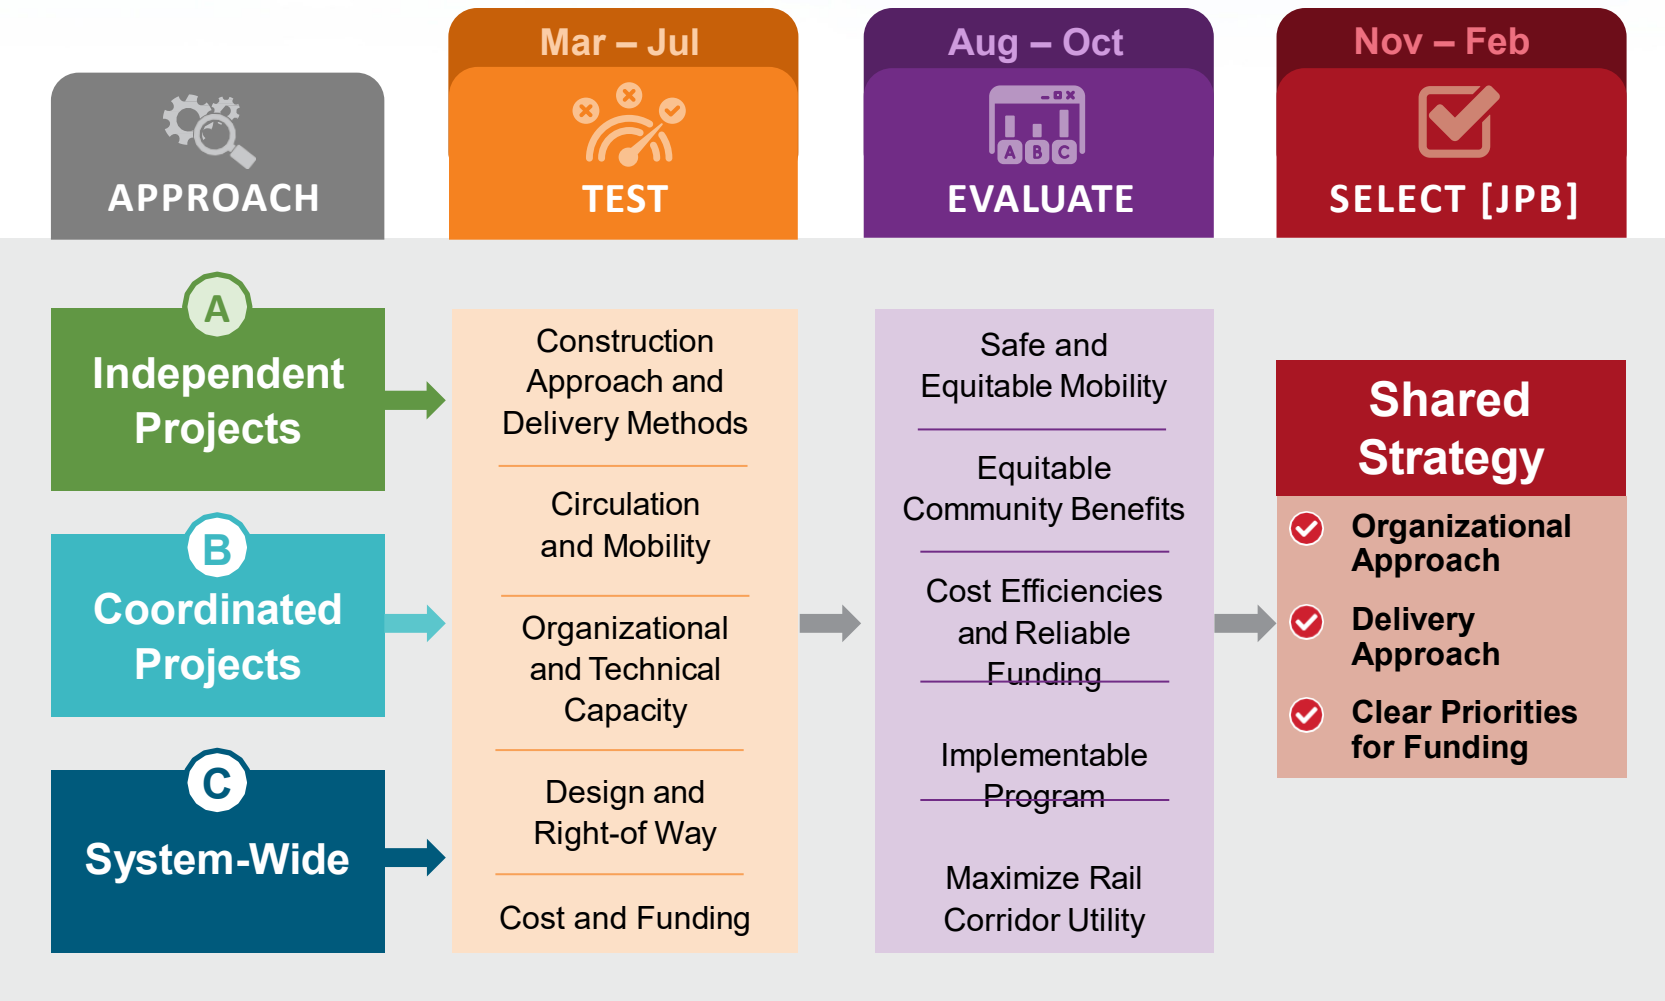 Mar – Jul
Aug – Oct
Nov – Feb
APPROACH
TEST
A B C
EVALUATE
SELECT [JPB]
A
Independent
Projects
B
Coordinated
Projects
C
System-Wide
Construction
Approach and
Delivery Methods
Circulation
and Mobility
Organizational
and Technical
Capacity
Design and
Right-of Way
Cost and Funding
Safe and
Equitable Mobility
Equitable
Community Benefits
Cost Efficiencies
and Reliable
Funding
Implementable
Program
Maximize Rail
Corridor Utility
Shared
Strategy
Organizational
Approach
Delivery
Approach
Clear Priorities
for Funding